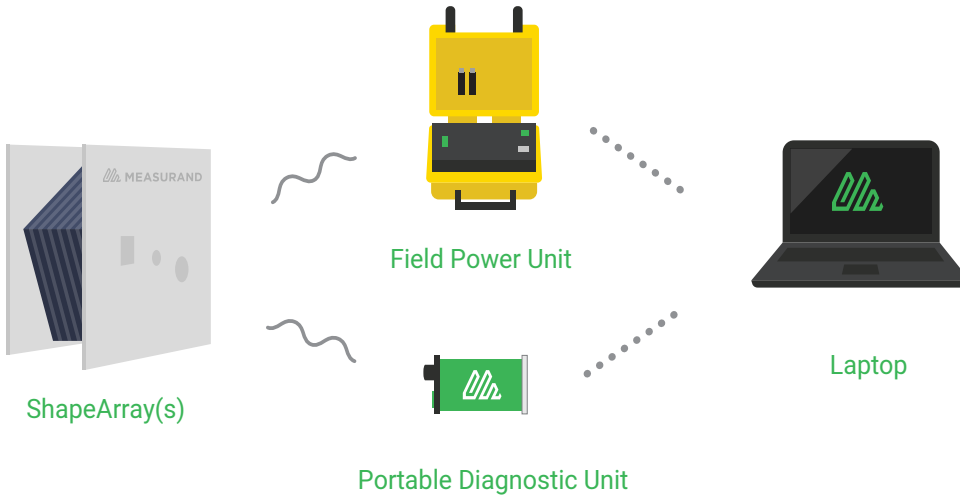 MEASURAND
Field Power Unit
Laptop
ShapeArray(s)
Portable Diagnostic Unit